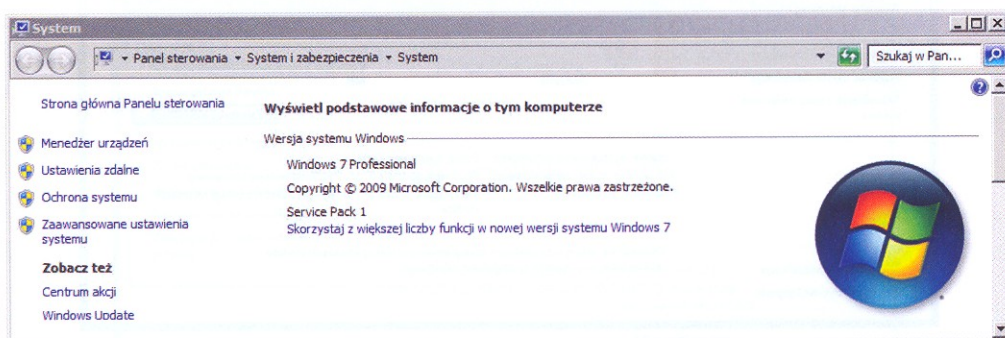 System
Panel sterowania System i zabezpieczenia System
Szukaj w Pan...
Strona główna Panelu sterowania
Menedżer urządzeń
Ustawienia zdalne
Ochrona systemu
Zaawansowane ustawienia
systemu
Zobacz też
Centrum akcji
Windows Update
Wyświetl podstawowe informacje o tym komputerze
Wersja systemu Windows
Windows 7 Professional
Copyright © 2009 Microsoft Corporation. Wszelkie prawa zastrzeżone.
Service Pack 1
Skorzystaj z większej liczby funkcji w nowej wersji systemu Windows 7